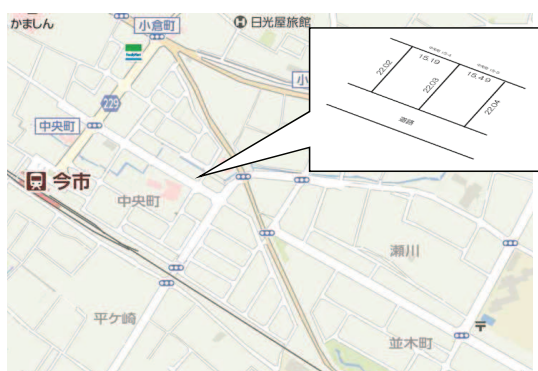 かましん
小倉町
日光屋旅館
FamilyMart
小
229
中央町
今市
中央町
瀬川
平ケ崎
並木町
15.19
15.49
22.02
22.03
22.04
道路